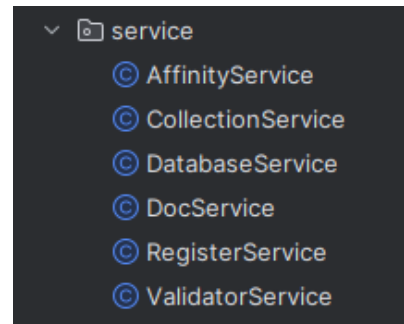 service
© AffinityService
© CollectionService
© DatabaseService
© DocService
© RegisterService
© ValidatorService